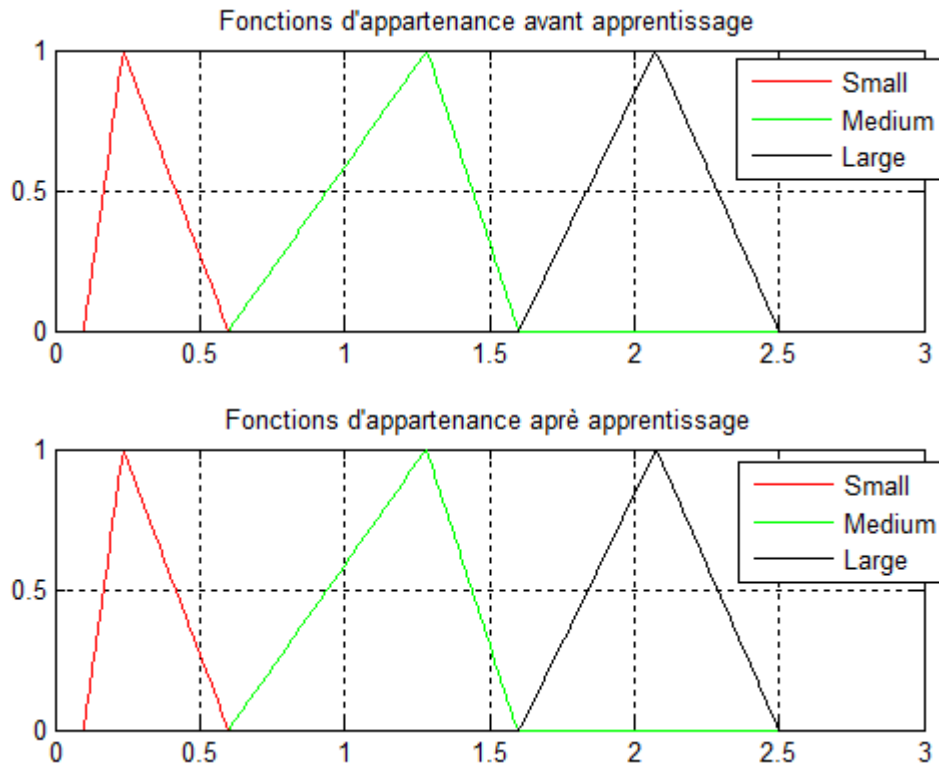 Fonctions d'appartenance avant apprentissage
1
0.5
0
0 0.5 1 1.5 2 2.5 3
Small
Medium
Large
Fonctions d'appartenance aprè apprentissage
1
0.5
0
0 0.5 1 1.5 2 2.5 3
Small
Medium
Large